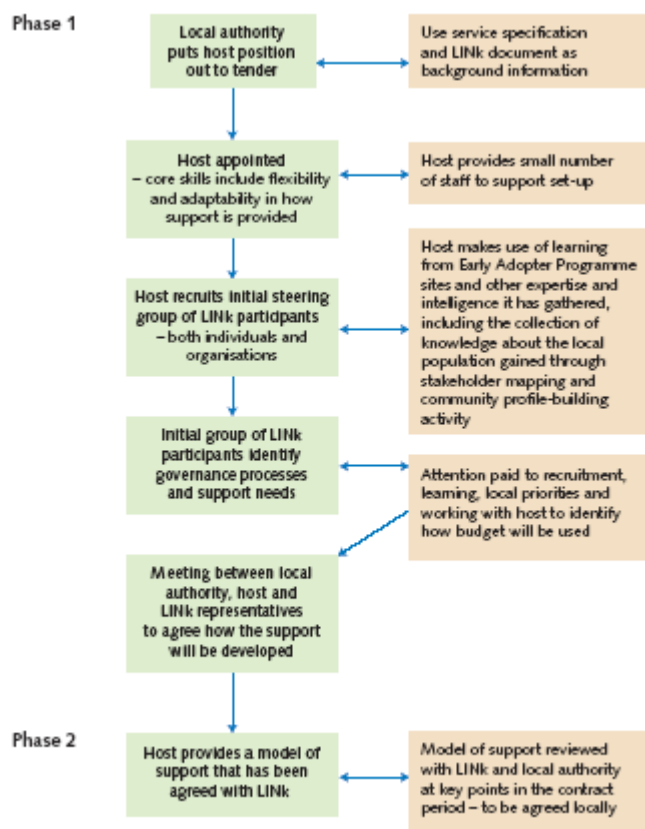 Phase 1
Local authority
puts host position
out to tender
Use service specification
and LINk document as
background information
Host appointed
– core skills include flexibility
and adaptability in how
support is provided
Host provides small number
of staff to support set-up
Host recruits initial steering
group of LINk participants
– both individuals and
organisations
Host makes use of learning
from Early Adopter Programme
sites and other expertise and
intelligence it has gathered,
including the collection of
knowledge about the local
population gained through
stakeholder mapping and
community profile-building
activity
Initial group of LINk
participants identify
governance processes
and support needs
Attention paid to recruitment,
learning, local priorities and
working with host to identify
how budget will be used
Meeting between local
authority, host and
LINk representatives
to agree how the support
will be developed
Phase 2
Host provides a model of
support that has been
agreed with LINk
Model of support reviewed
with LINk and local authority
at key points in the contract
period – to be agreed locally